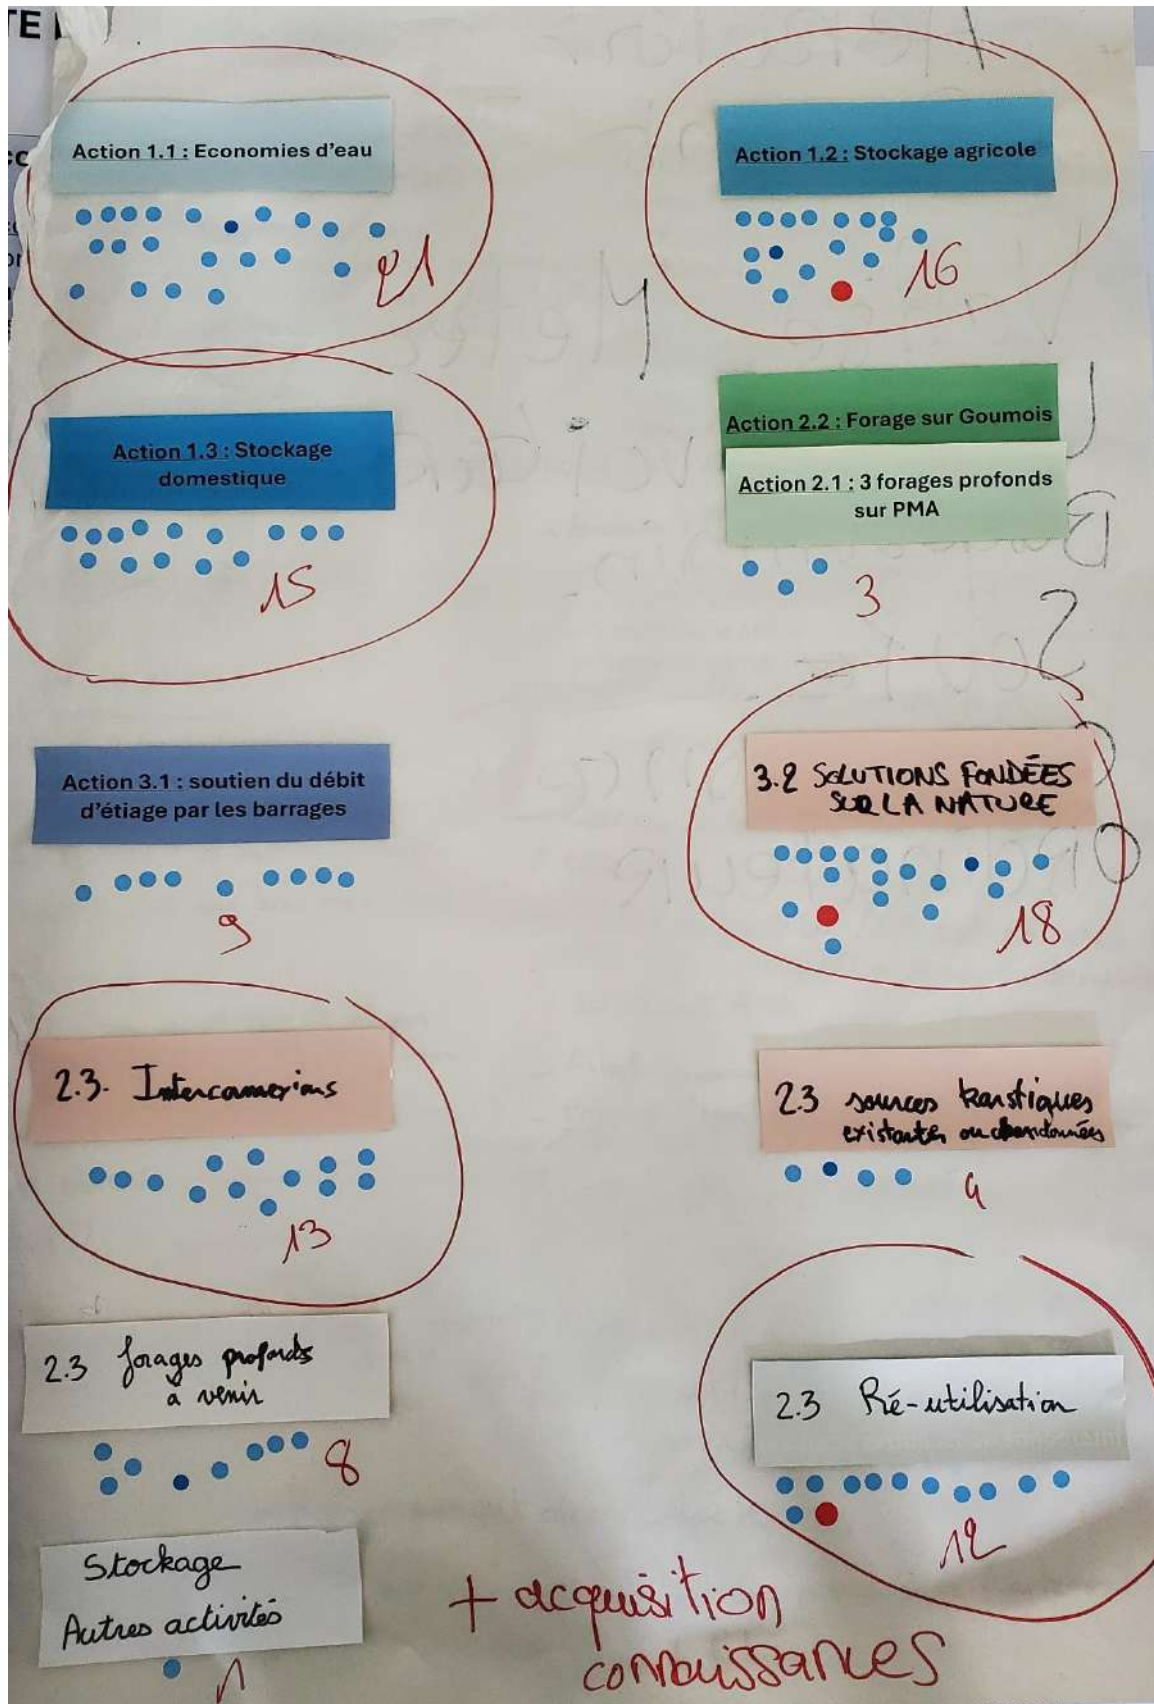 Action 1.1 : Economies d'eau
21
Action 1.2 : Stockage agricole
16
Action 1.3 : Stockage
domestique
15
Action 2.2 : Forage sur Goumois
Action 2.1 : 3 forages profonds
sur PMA
3
Action 3.1 : soutien du débit
d'étiage par les barrages
9
3.2 SOLUTIONS FONDÉES
SUR LA NATURE
18
2.3. Interconnexions
13
2.3 sources karstiques
existantes ou abandonnées
4
2.3 forages profonds
à venir
8
2.3 Ré-utilisation
12
Stockage
Autres activités
1
+ acquisition
connaissances